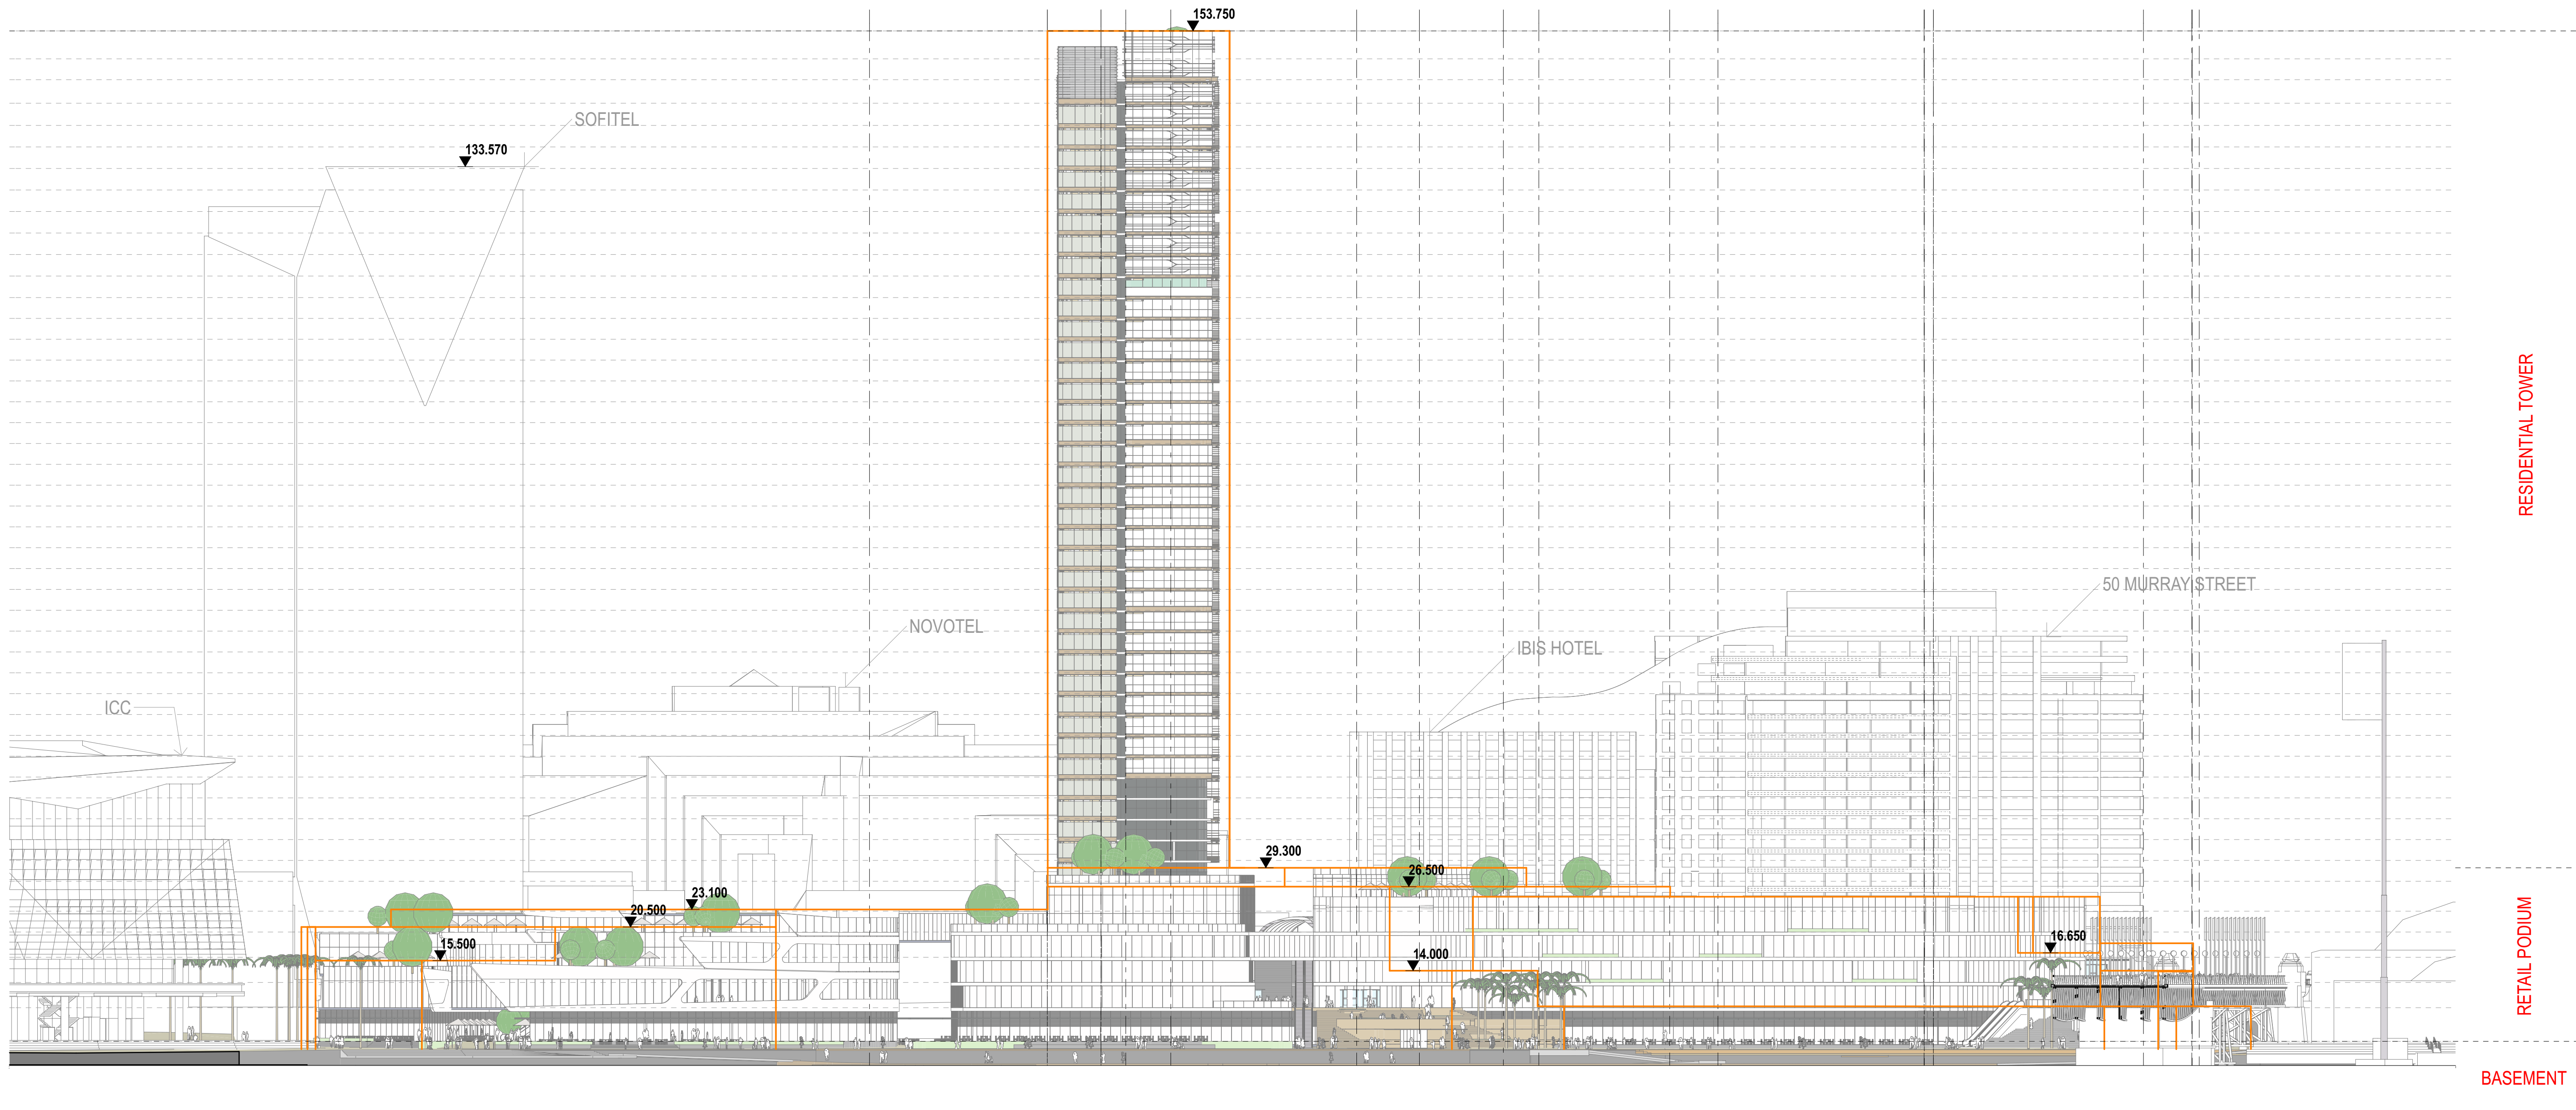 153.750
SOFITEL
133.570
RESIDENTIAL TOWER
50 MURRAY STREET
NOVOTEL
IBIS HOTEL
ICC
29.300
26.500
23.100
20.500
15.500
14.000
16.650
RETAIL PODIUM
BASEMENT